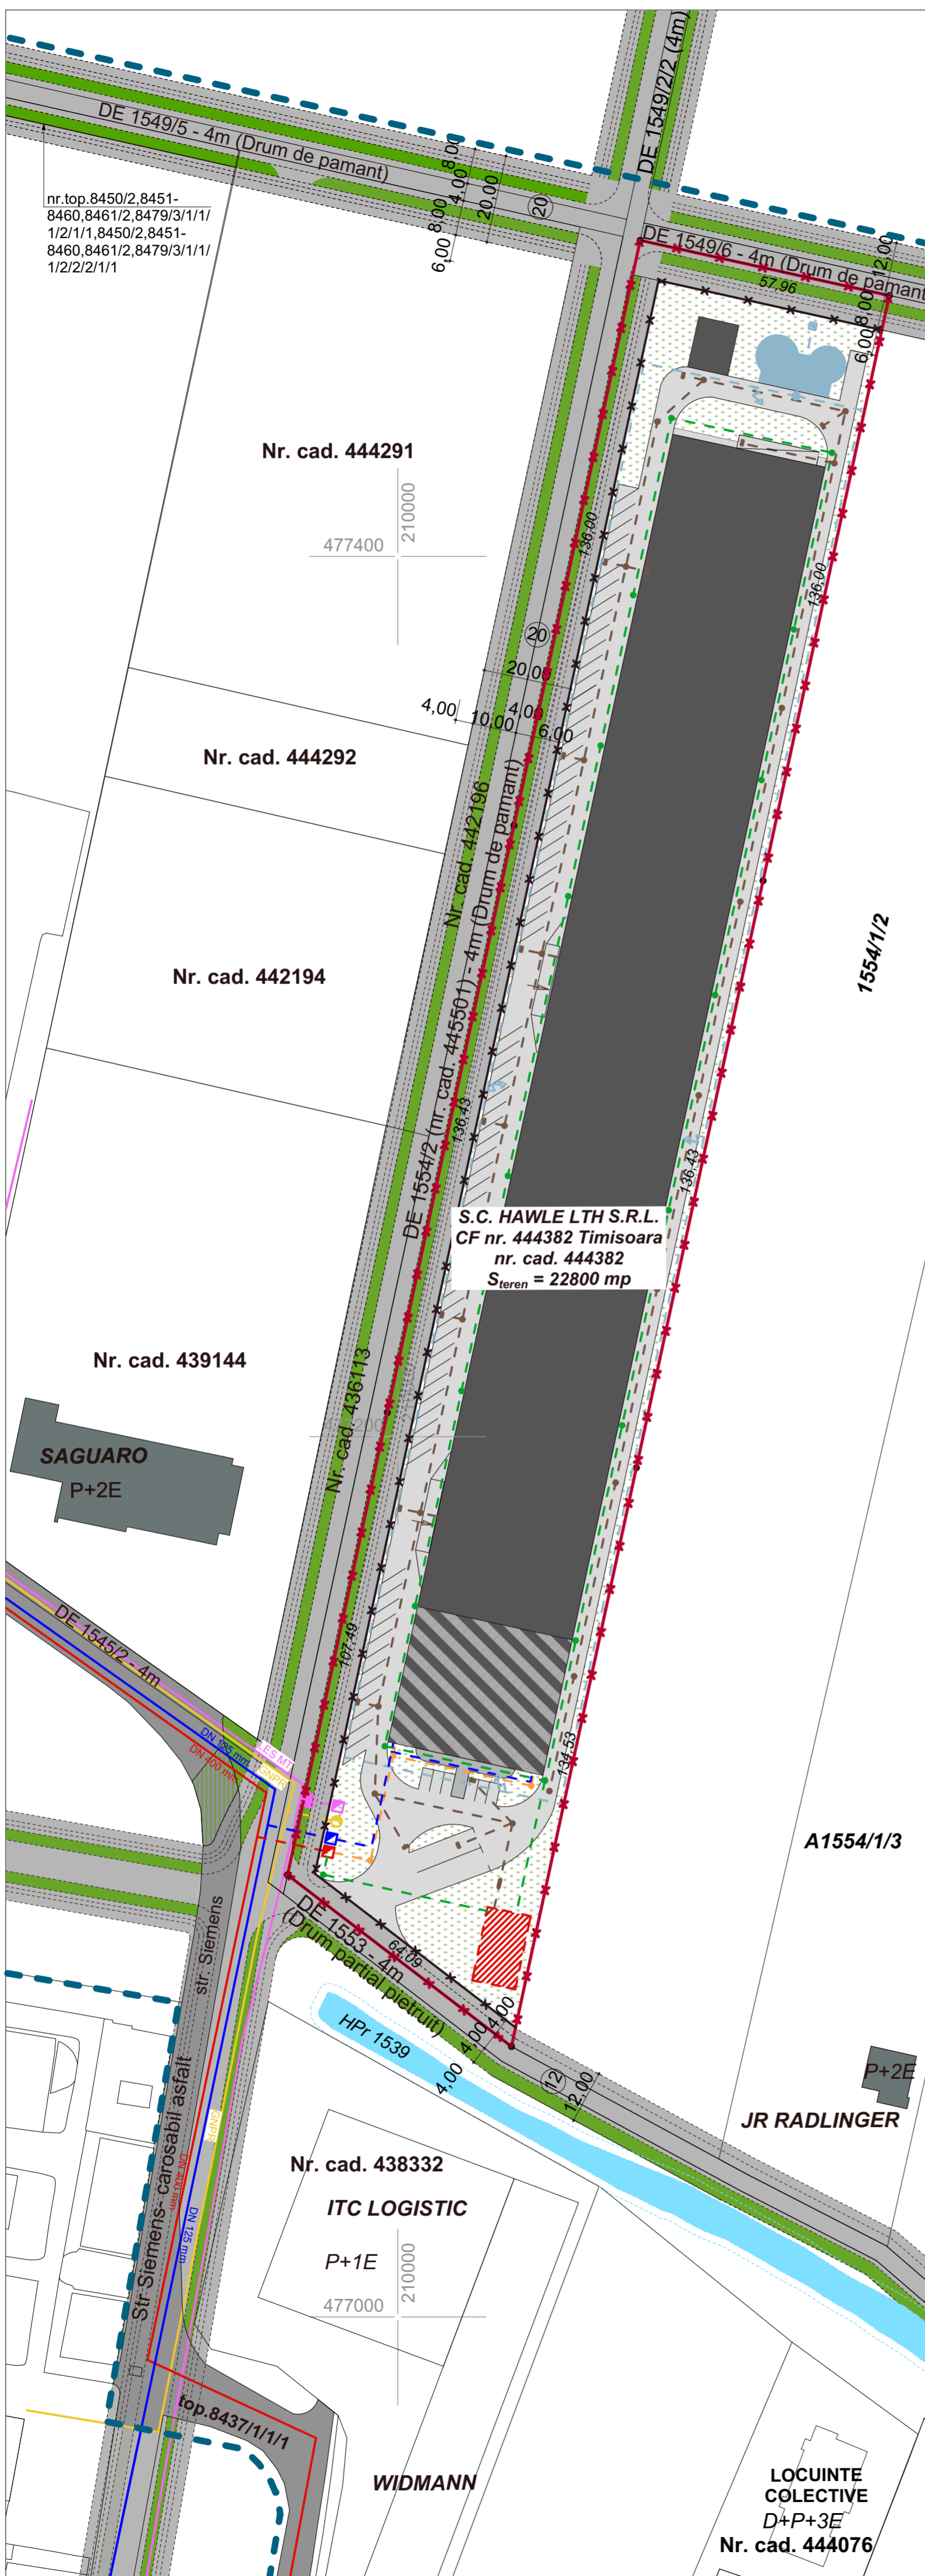 DE 1549/2/2 (4m)
DE 1549/5 - 4m (Drum de pamant)
8,00
4,00
20,00
8,00
6,00
20
nr.top.8450/2,8451-
8460,8461/2,8479/3/1/1/
1/2/1/1,8450/2,8451-
8460,8461/2,8479/3/1/1/
1/2/2/2/1/1
DE 1549/6 - 4m (Drum de pamant
12,00
57,96
8,00
6,00
Nr. cad. 444291
210000
477400
136,00
136,00
20
20,00
4,00
10,00
4,00
6,00
Nr. cad. 444292
Nr. cad. 442196
DE 1554/2 (nr. cad. 445501) - 4m (Drum de pamant)
1554/1/2
Nr. cad. 442194
136,43
136,43
S.C. HAWLE LTH S.R.L.
CF nr. 444382 Timisoara
nr. cad. 444382
Steren = 22800 mp
Nr. cad. 439144
Nr. cad. 436113
SAGUARO
P+2E
DE 1545/2 - 4m
107,49
DN 125 mm
DN 400 mm
LES MT
GNPR
134,53
A1554/1/3
DE 1553 - 4m
(Drum partial pietruit)
64,09
str. Siemens
HPr 1539
4,00
4,00
4,00
12
12,00
P+2E
JR RADLINGER
Str Siemens- carosabil asfalt
GNPR
DN 400 mm
DN 125 mm
Nr. cad. 438332
ITC LOGISTIC
P+1E
210000
477000
top.8437/1/1/1
WIDMANN
LOCUINTE
COLECTIVE
D+P+3E
Nr. cad. 444076